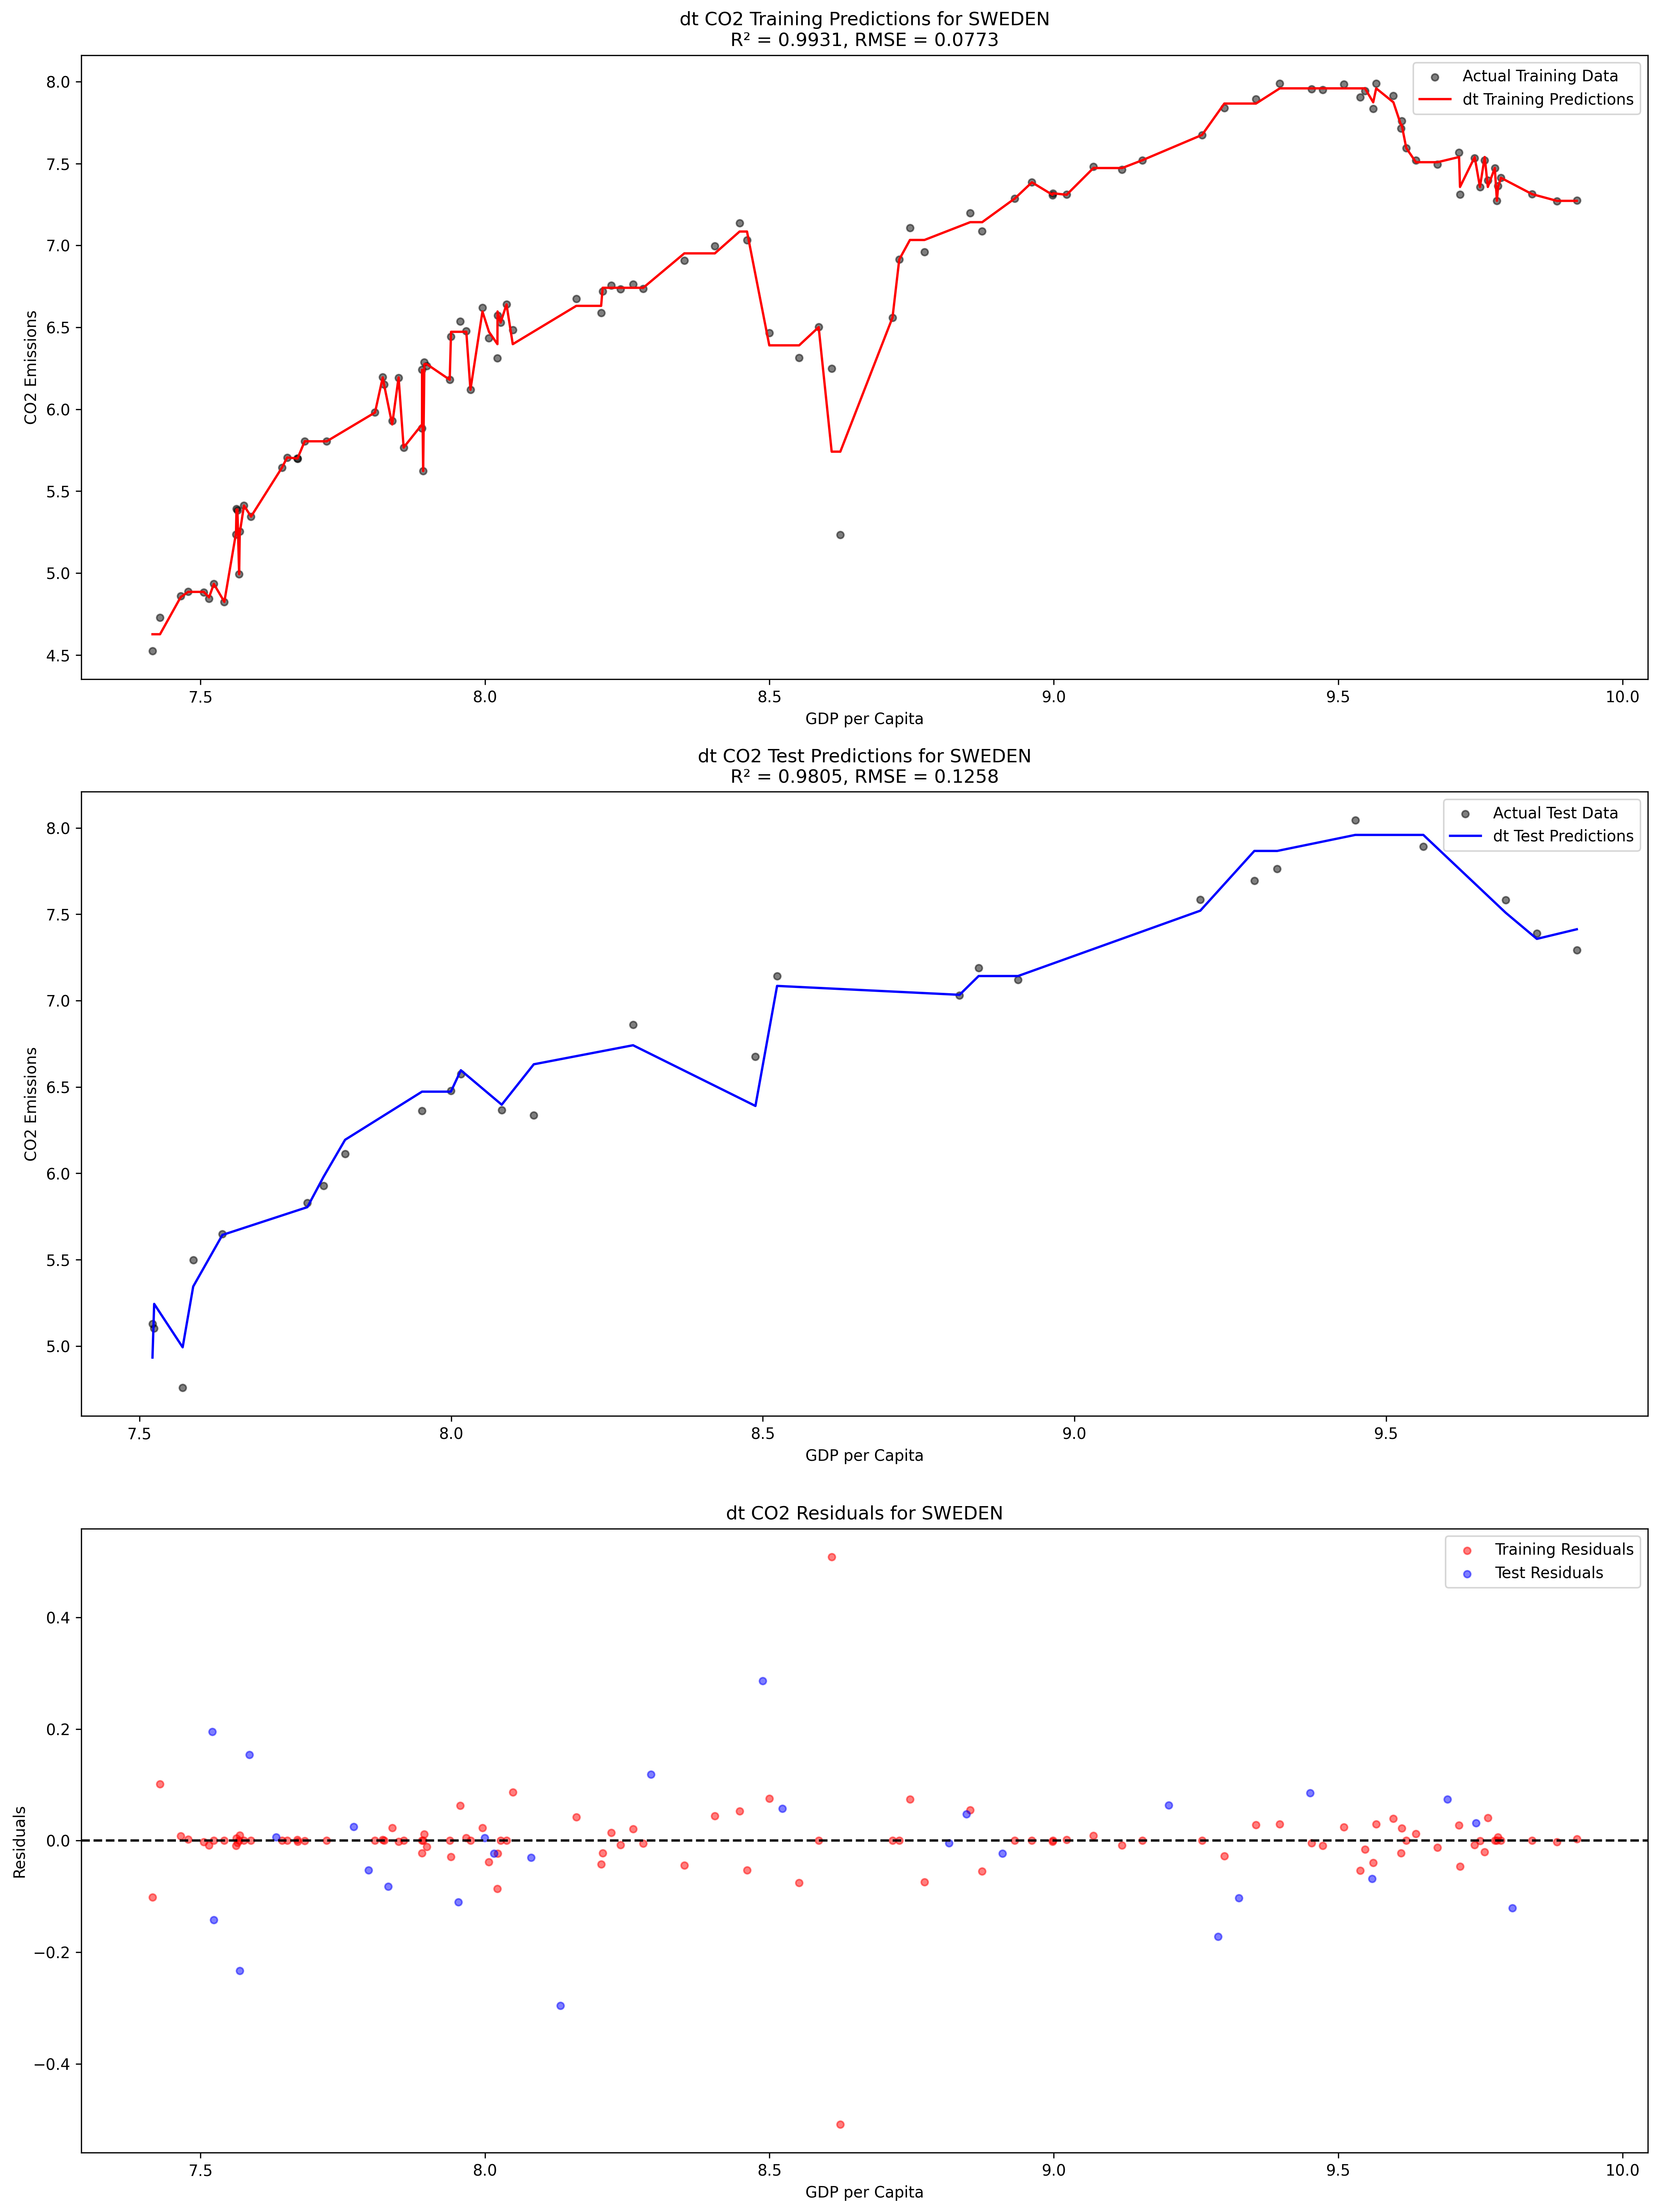 dt CO2 Training Predictions for SWEDEN
R² = 0.9931, RMSE = 0.0773
Actual Training Data
dt Training Predictions
CO2 Emissions
8.0
7.5
7.0
6.5
6.0
5.5
5.0
4.5
7.5 8.0 8.5 9.0 9.5 10.0
GDP per Capita
dt CO2 Test Predictions for SWEDEN
R² = 0.9805, RMSE = 0.1258
Actual Test Data
dt Test Predictions
CO2 Emissions
8.0
7.5
7.0
6.5
6.0
5.5
5.0
7.5 8.0 8.5 9.0 9.5
GDP per Capita
dt CO2 Residuals for SWEDEN
Training Residuals
Test Residuals
Residuals
0.4
0.2
0.0
−0.2
−0.4
7.5 8.0 8.5 9.0 9.5 10.0
GDP per Capita